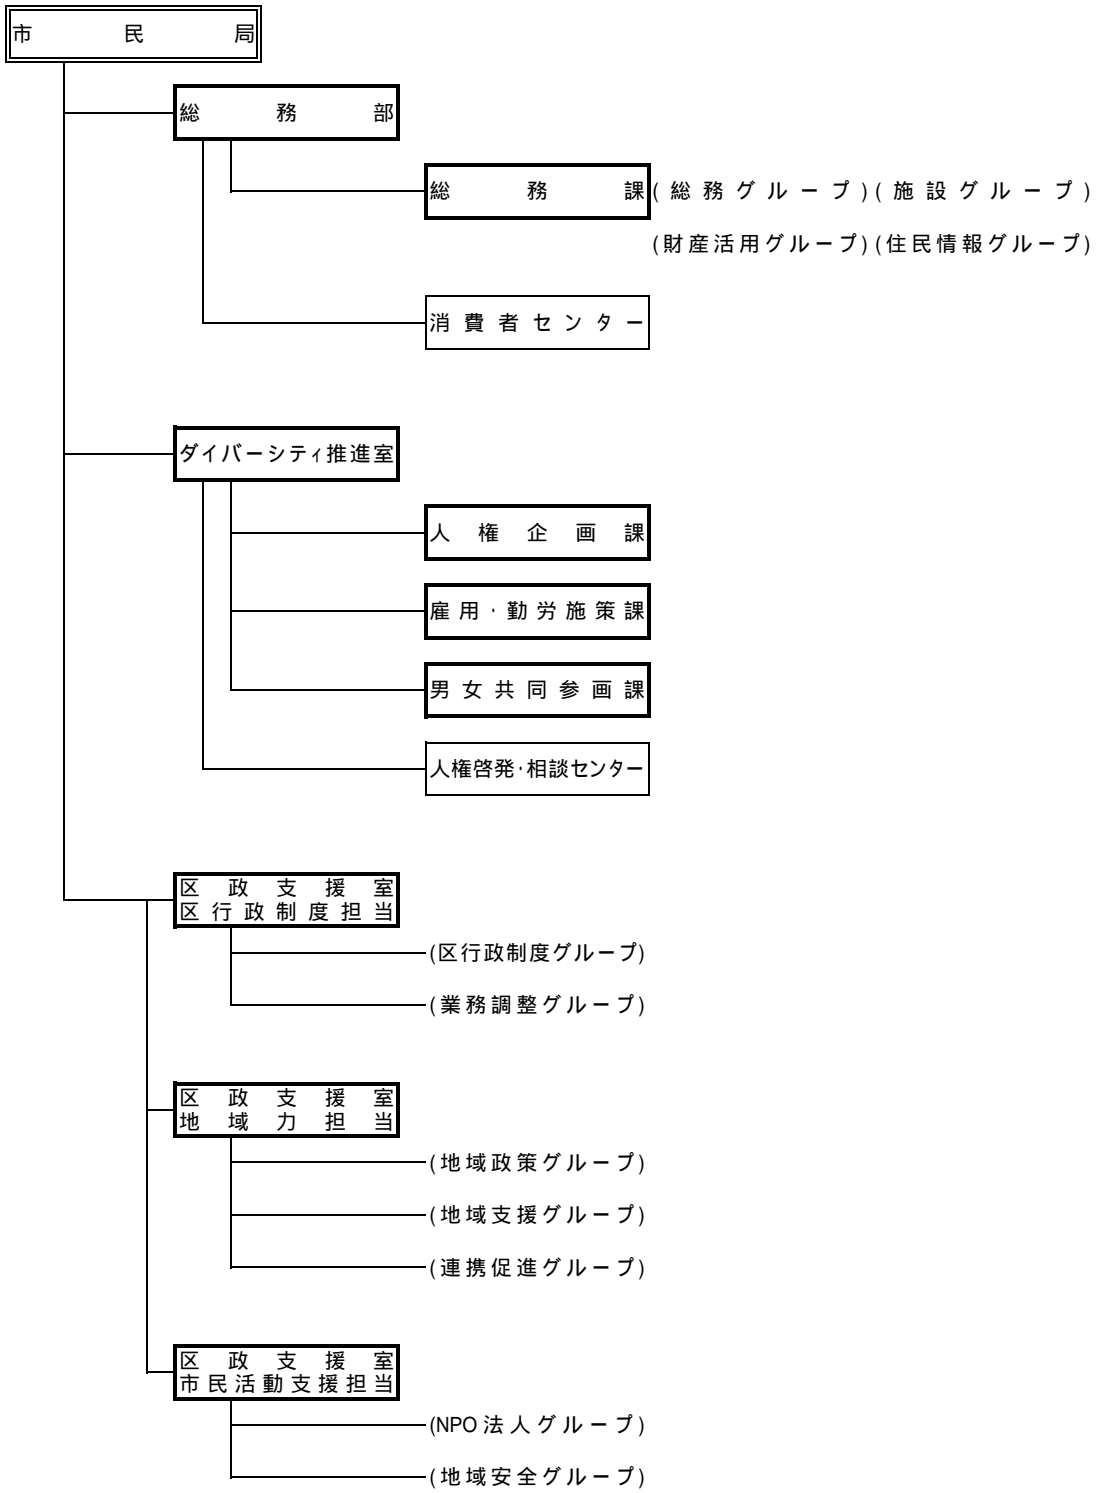 市民局
総務部
総務課(総務グループ)(施設グループ)
(財産活用グループ)(住民情報グループ)
消費者センター
ダイバーシティ推進室
人権企画課
雇用・勤労施策課
男女共同参画課
人権啓発・相談センター
区政支援室
区行政制度担当
(区行政制度グループ)
(業務調整グループ)
区政支援室
地域力担当
(地域政策グループ)
(地域支援グループ)
(連携促進グループ)
区政支援室
市民活動支援担当
(NPO法人グループ)
(地域安全グループ)